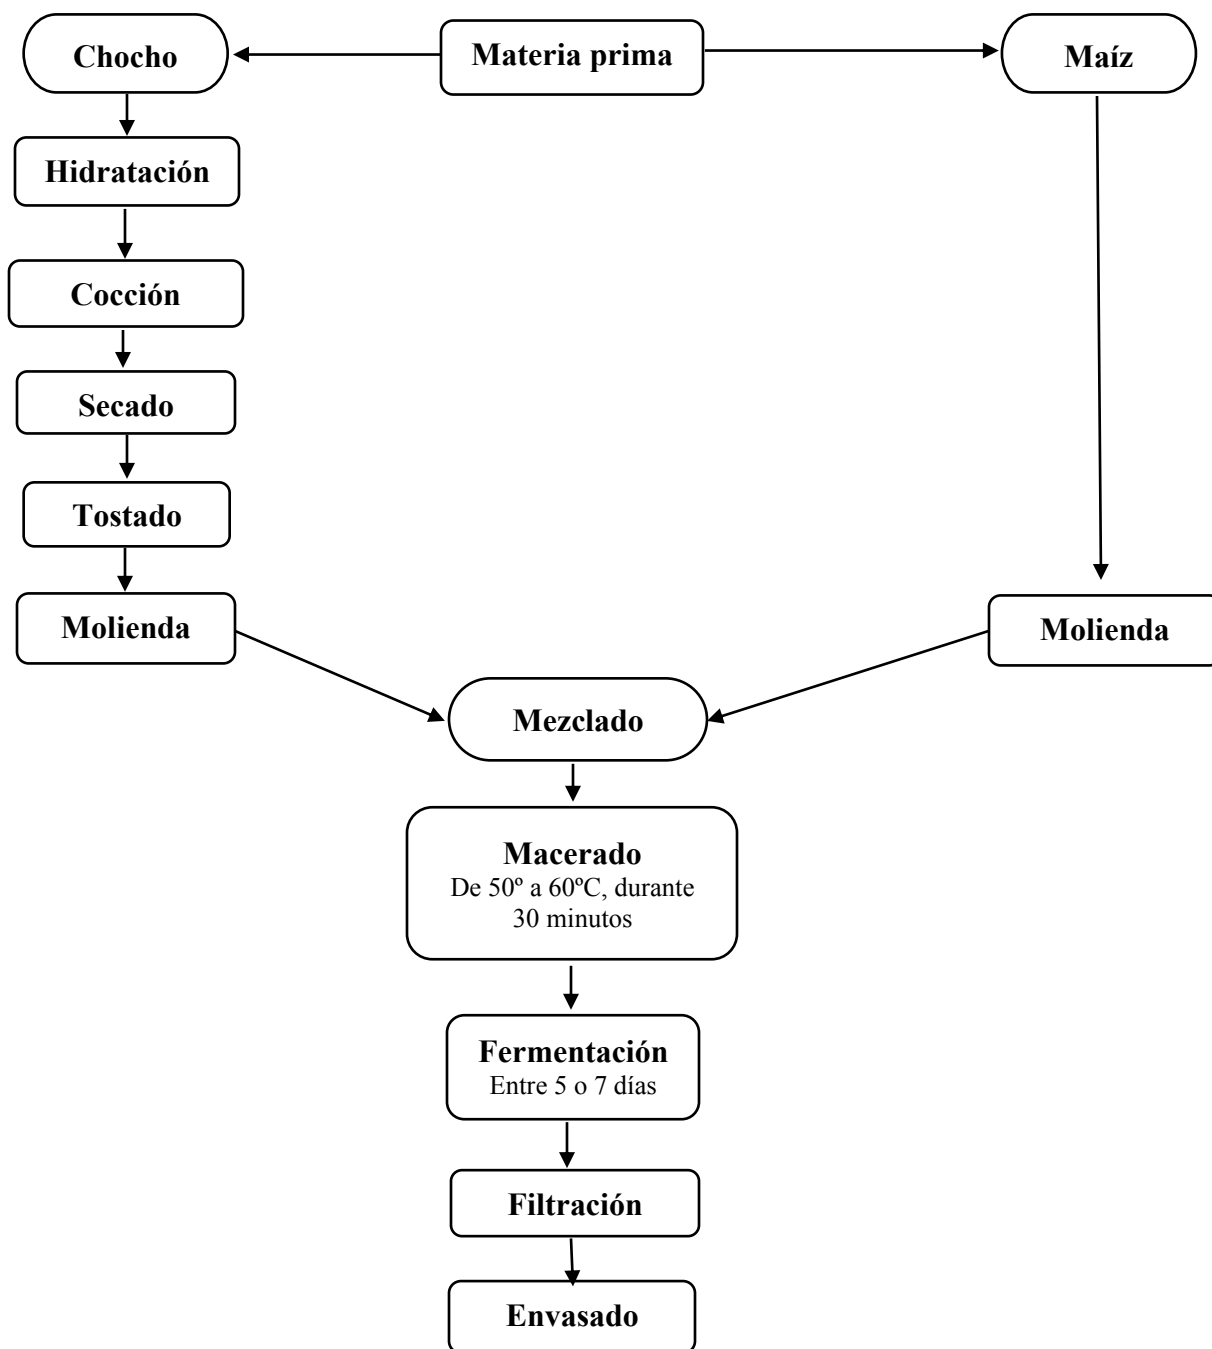 Chocho
Materia prima
Maíz
Hidratación
Cocción
Secado
Tostado
Molienda
Molienda
Mezclado
Macerado
De 50º a 60ºC, durante
30 minutos
Fermentación
Entre 5 o 7 días
Filtración
Envasado